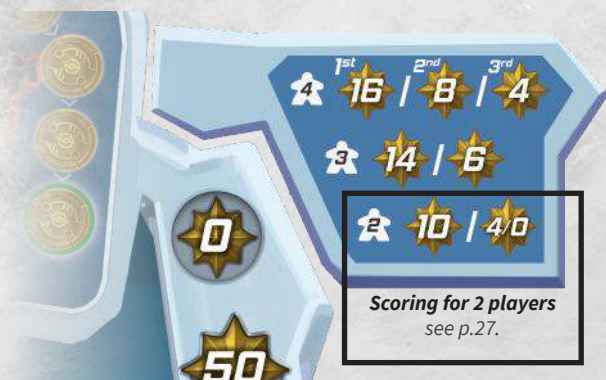 1st 2nd 3rd
4 16 / 8 / 4
3 14 / 6
2 10 / 4/0
0
Scoring for 2 players
see p.27.
50